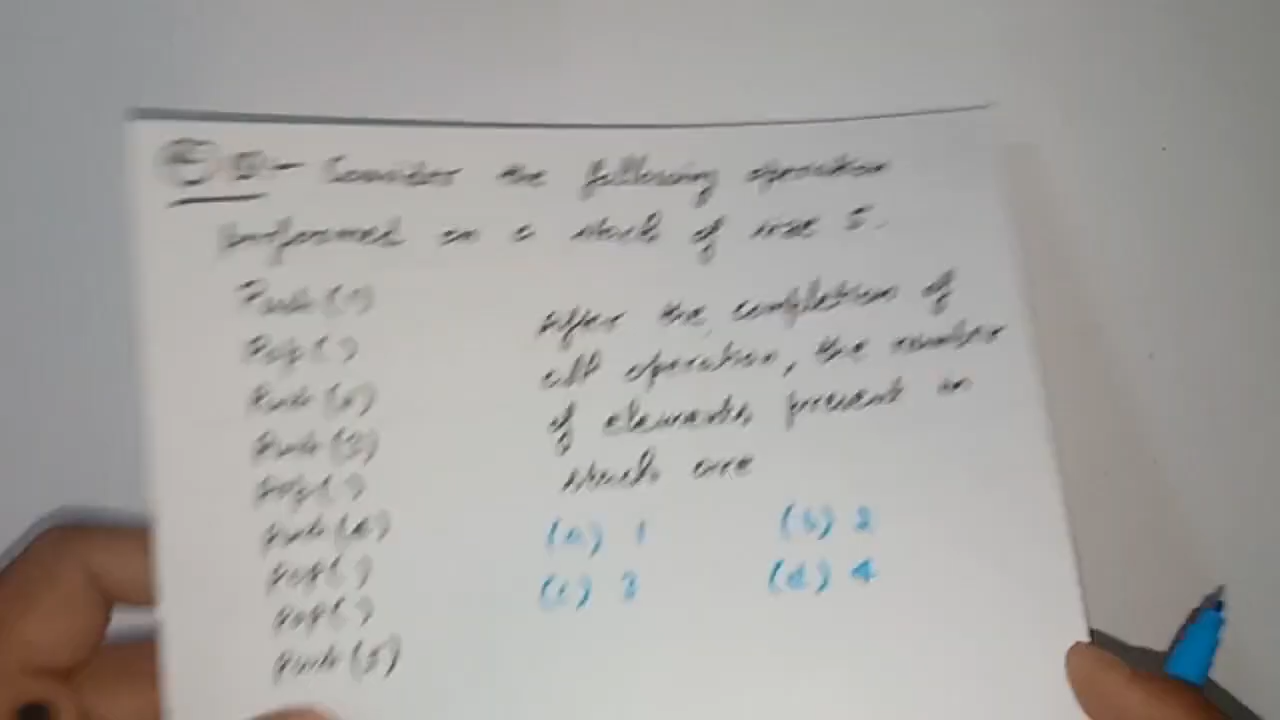 Q- Consider the following operation
performed on a stack of size 5.
Push (1)
Pop ( )
Push (2)
Push (3)
Pop ( )
Push (4)
Pop ( )
Pop ( )
Push (5)
After the completion of
all operation, the number
of elements present in
stack are
(a) 1 (b) 2
(c) 3 (d) 4